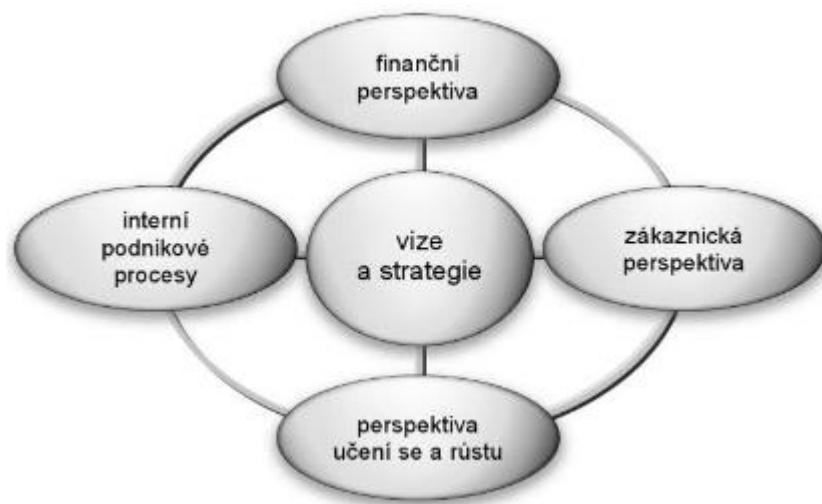 finanční
perspektiva
interní
podnikové
procesy
vize
a strategie
zákaznická
perspektiva
perspektiva
učení se a růstu